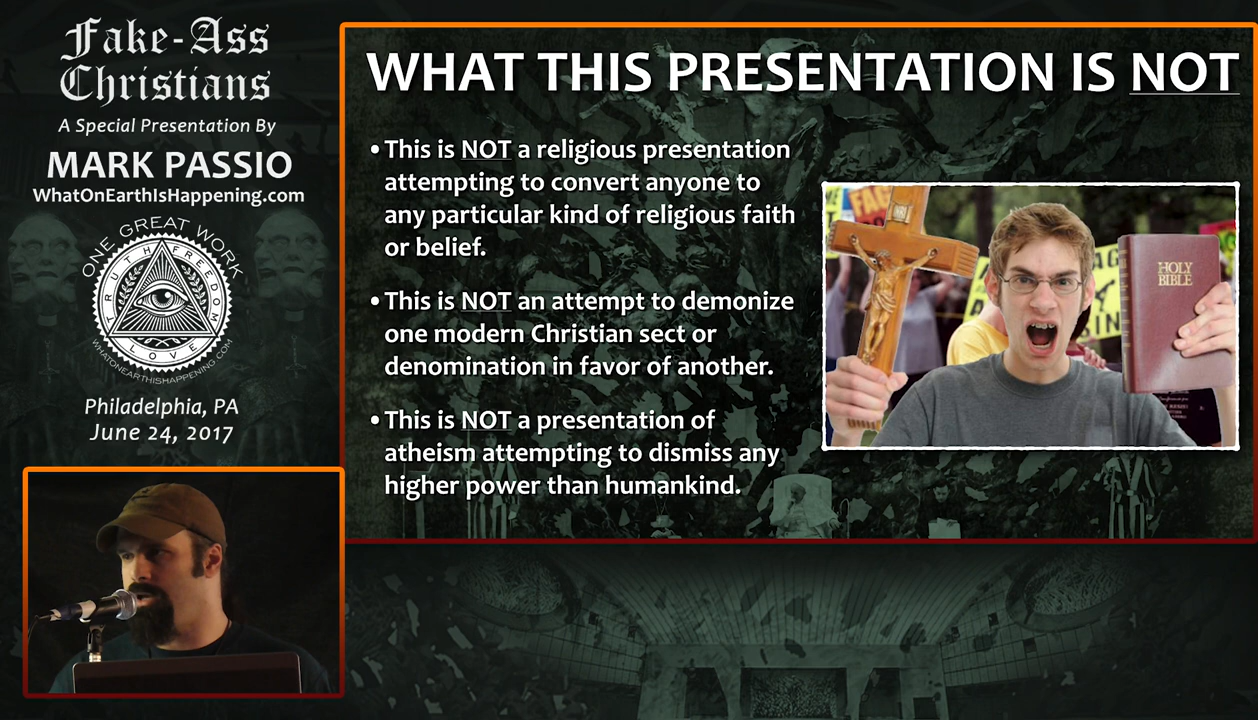 Fake-Ass
Christians
A Special Presentation By
MARK PASSIO
WhatOnEarthIsHappening.com
ONE GREAT WORK
TRUTH FREEDOM
LOVE
WHATONEARTHISHAPPENING.COM
Philadelphia, PA
June 24, 2017
WHAT THIS PRESENTATION IS NOT
•This is NOT a religious presentation
attempting to convert anyone to
any particular kind of religious faith
or belief.
•This is NOT an attempt to demonize
one modern Christian sect or
denomination in favor of another.
•This is NOT a presentation of
atheism attempting to dismiss any
higher power than humankind.
HOLY
BIBLE